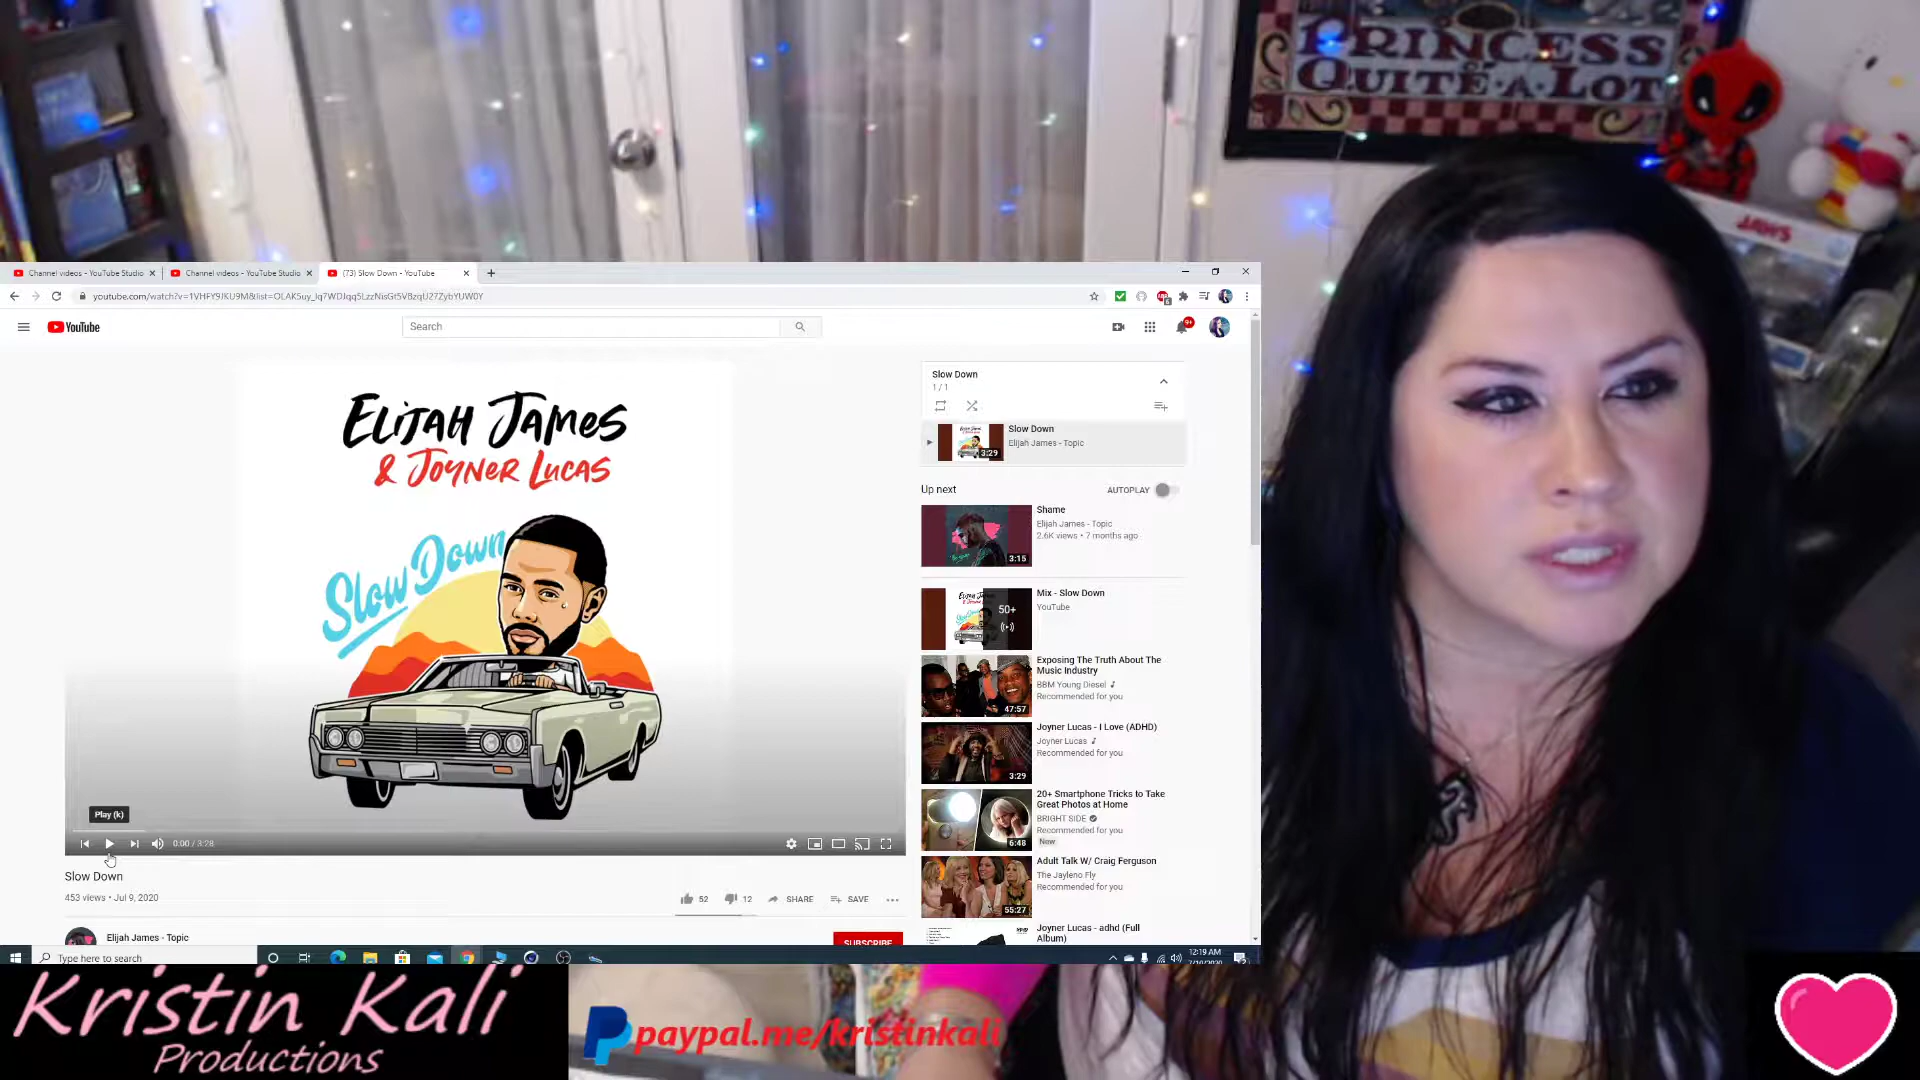 PRINCESS
QUITE·A·LOT
JAWS
Channel videos - YouTube Studio
Channel videos - YouTube Studio
(73) Slow Down - YouTube
YouTube
Search
9+
ELIJAH JAMES
& JOYNER LUCAS
Slow Down
Play (k)
0:00 / 3:28
Slow Down
453 views • Jul 9, 2020
52
12
SHARE
SAVE
Elijah James - Topic
SUBSCRIBE
Slow Down
1 / 1
Slow Down
Elijah James - Topic
3:29
Up next
AUTOPLAY
Shame
Elijah James - Topic
2.6K views • 7 months ago
3:15
Mix - Slow Down
YouTube
50+
Exposing The Truth About The
Music Industry
BBM Young Diesel
Recommended for you
47:57
Joyner Lucas - I Love (ADHD)
Joyner Lucas
Recommended for you
3:29
20+ Smartphone Tricks to Take
Great Photos at Home
BRIGHT SIDE
Recommended for you
New
6:48
Adult Talk W/ Craig Ferguson
The Jayleno Fly
Recommended for you
55:27
Joyner Lucas - adhd (Full
Album)
Type here to search
12:19 AM
Kristin Kali
Productions
paypal.me/kristinkali